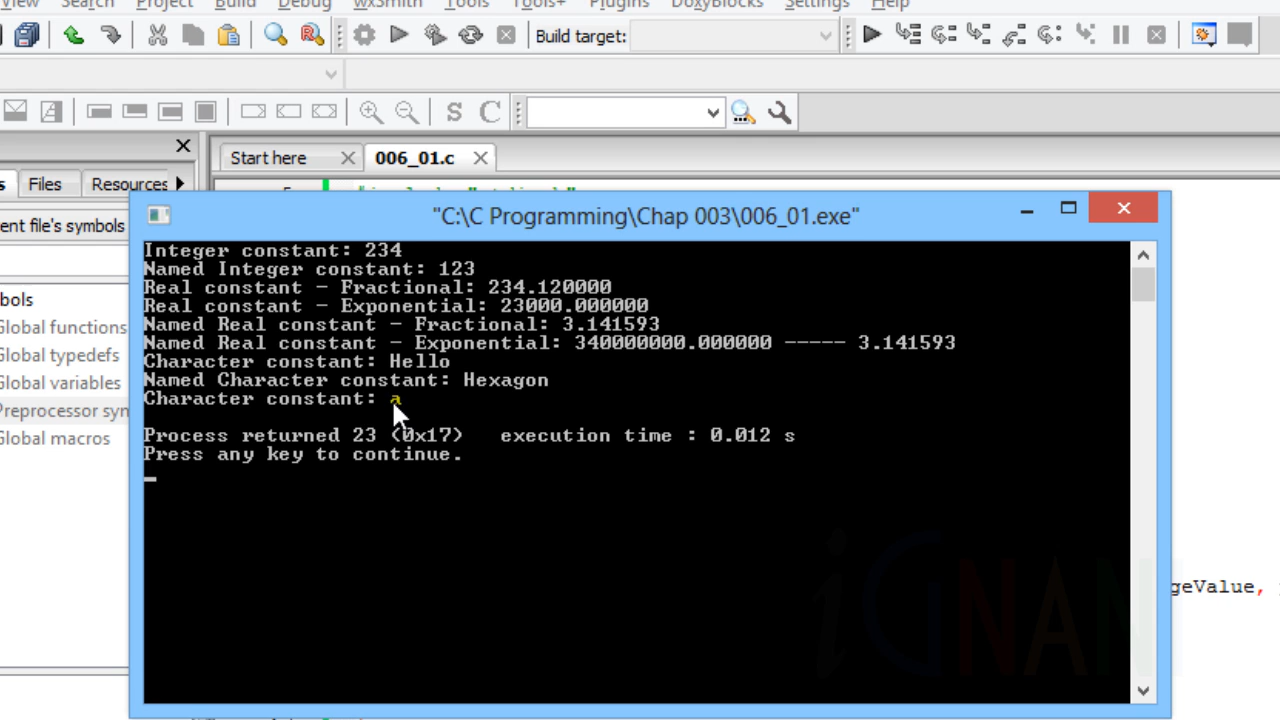 View Search Project Build Debug wxSmith Tools Tools+ Plugins DoxyBlocks Settings Help
Build target:
S C
Start here 006_01.c
Files Resources
"C:\C Programming\Chap 003\006_01.exe"
ent file's symbols
bols
Global functions
Global typedefs
Global variables
Preprocessor sym
Global macros
Integer constant: 234
Named Integer constant: 123
Real constant - Fractional: 234.120000
Real constant - Exponential: 23000.000000
Named Real constant - Fractional: 3.141593
Named Real constant - Exponential: 340000000.000000 ----- 3.141593
Character constant: Hello
Named Character constant: Hexagon
Character constant: a
Process returned 23 (0x17) execution time : 0.012 s
Press any key to continue.
geValue,
iGNANI